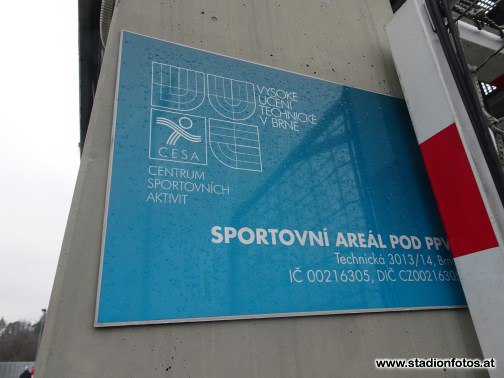 VYSOKÉ
UČENÍ
TECHNICKÉ
V BRNĚ
CESA
CENTRUM
SPORTOVNÍCH
AKTIVIT
SPORTOVNÍ AREÁL POD
Technická 3013/14,
IČ 00216305, DIČ CZ00216305
www.stadionfotos.at